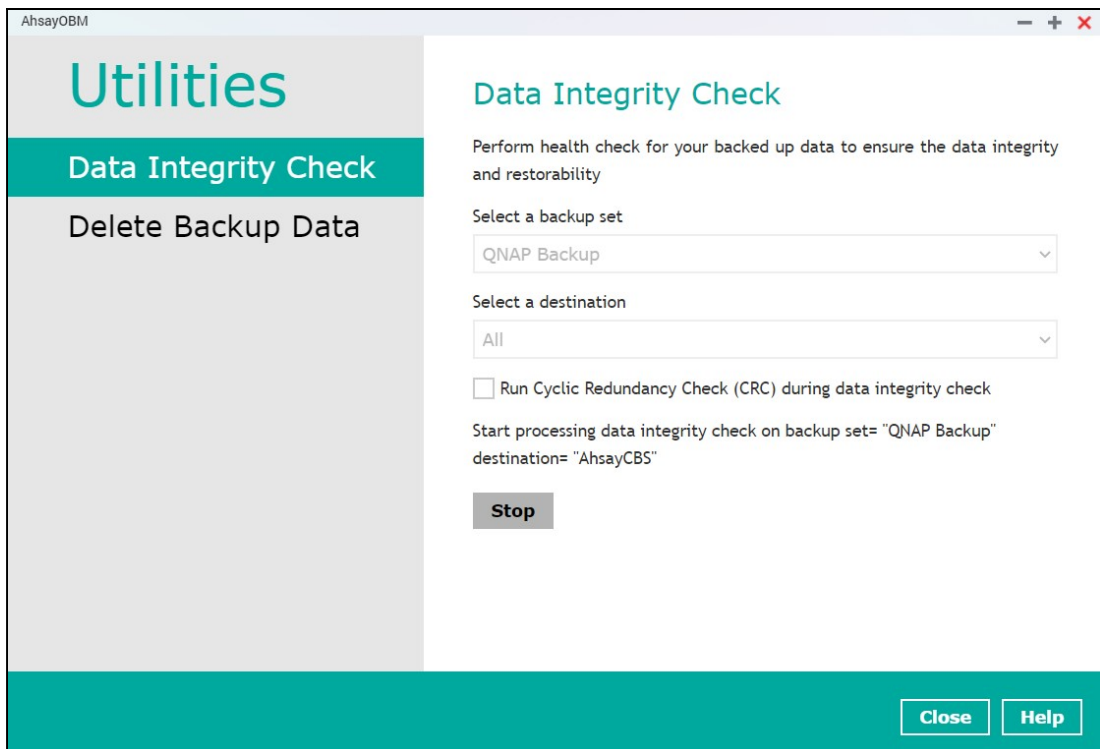 AhsayOBM
Utilities
Data Integrity Check
Delete Backup Data
Data Integrity Check
Perform health check for your backed up data to ensure the data integrity
and restorability
Select a backup set
QNAP Backup
Select a destination
All
Run Cyclic Redundancy Check (CRC) during data integrity check
Start processing data integrity check on backup set= "QNAP Backup"
destination= "AhsayCBS"
Stop
Close Help